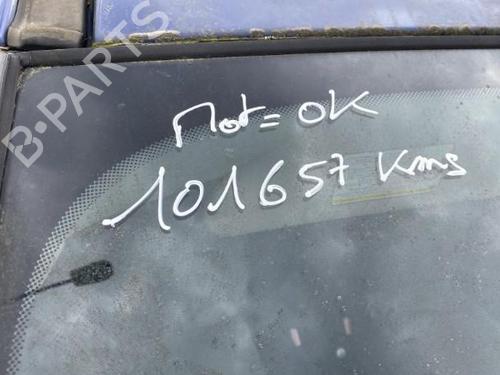 Mot = OK
101657 Kms
B-PARTS